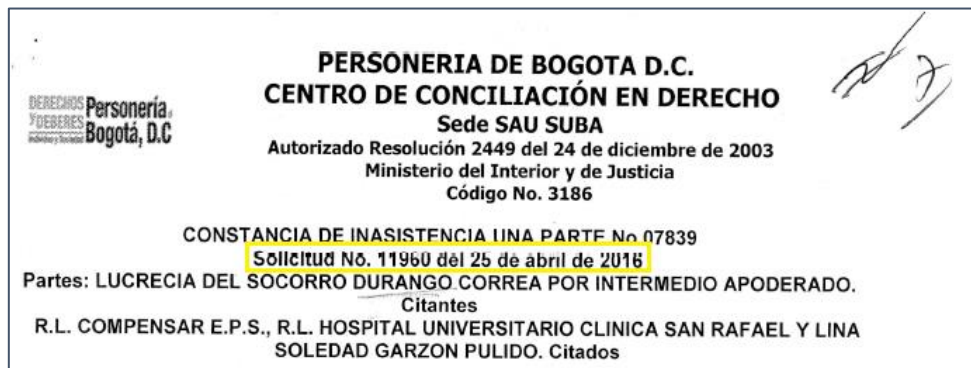 PERSONERIA DE BOGOTA D.C.
CENTRO DE CONCILIACIÓN EN DERECHO
Sede SAU SUBA
Autorizado Resolución 2449 del 24 de diciembre de 2003
Ministerio del Interior y de Justicia
Código No. 3186
DERECHOS
Y DEBERES
Personería
Bogotá, D.C
CONSTANCIA DE INASISTENCIA UNA PARTE No 07839
Solicitud No. 11960 del 25 de abril de 2016
Partes: LUCRECIA DEL SOCORRO DURANGO CORREA POR INTERMEDIO APODERADO.
Citantes
R.L. COMPENSAR E.P.S., R.L. HOSPITAL UNIVERSITARIO CLINICA SAN RAFAEL Y LINA
SOLEDAD GARZON PULIDO. Citados